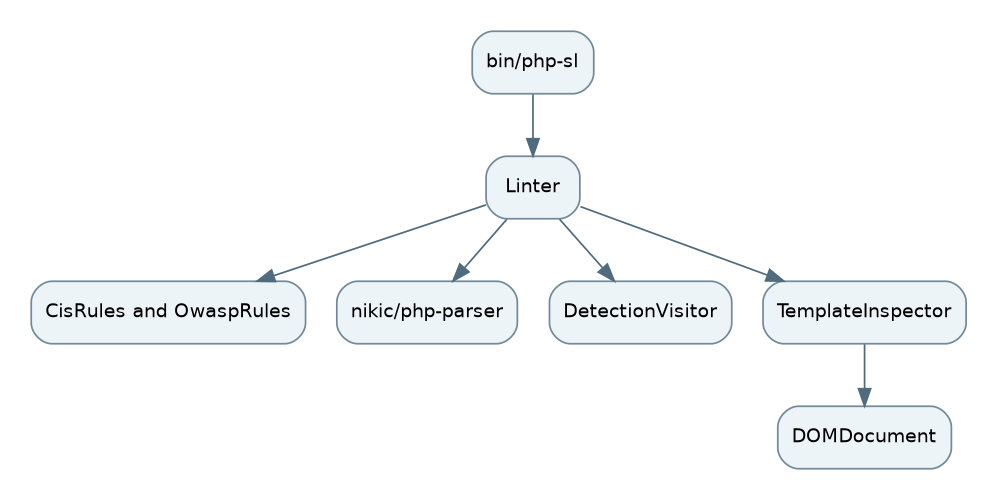 bin/php-sl
Linter
CisRules and OwaspRules
nikic/php-parser
DetectionVisitor
TemplateInspector
DOMDocument